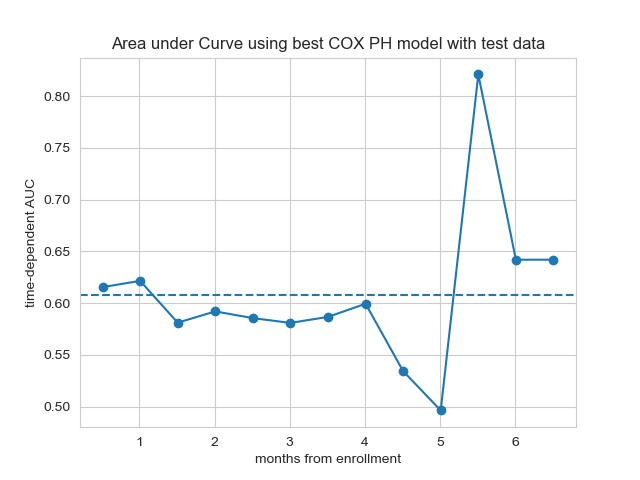 Area under Curve using best COX PH model with test data
time-dependent AUC
0.80
0.75
0.70
0.65
0.60
0.55
0.50
1 2 3 4 5 6
months from enrollment